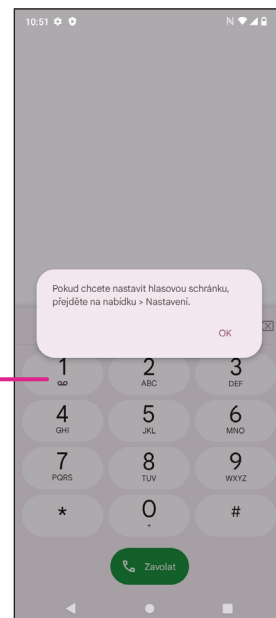 10:51
Pokud chcete nastavit hlasovou schránku,
přejděte na nabídku > Nastavení.
OK
1
2
ABC
3
DEF
4
GHI
5
JKL
6
MNO
7
PQRS
8
TUV
9
WXYZ
*
0
+
#
Zavolat